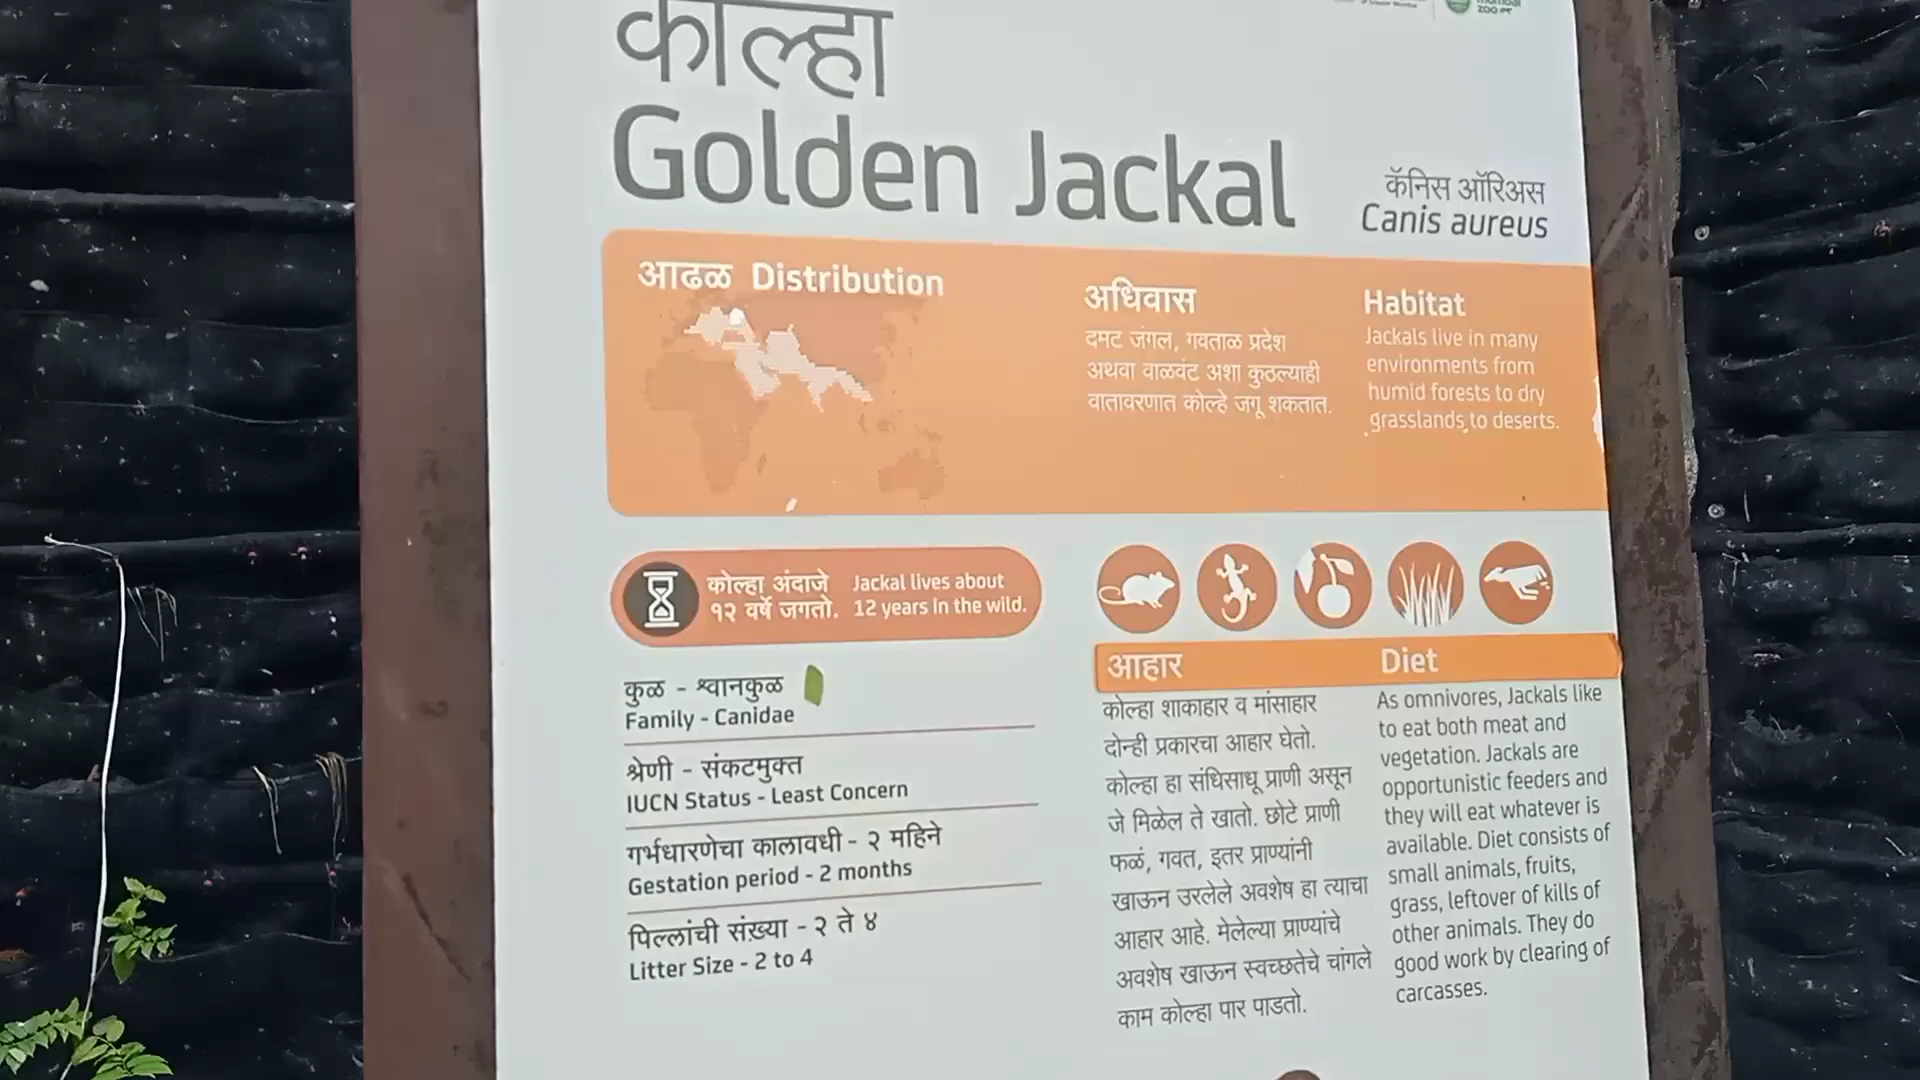 ZOO
कोल्हा
Golden Jackal
कॅनिस ऑरिअस
Canis aureus
आढळ Distribution
अधिवास
दमट जंगल, गवताळ प्रदेश
अथवा वाळवंट अशा कुठल्याही
वातावरणात कोल्हे जगू शकतात.
Habitat
Jackals live in many
environments from
humid forests to dry
grasslands to deserts.
कोल्हा अंदाजे
१२ वर्षे जगतो.
Jackal lives about
12 years in the wild.
कुळ - श्वानकुळ
Family - Canidae
श्रेणी - संकटमुक्त
IUCN Status - Least Concern
गर्भधारणेचा कालावधी - २ महिने
Gestation period - 2 months
पिल्लांची संख्या - २ ते ४
Litter Size - 2 to 4
आहार
कोल्हा शाकाहार व मांसाहार
दोन्ही प्रकारचा आहार घेतो.
कोल्हा हा संधिसाधू प्राणी असून
जे मिळेल ते खातो. छोटे प्राणी
फळं, गवत, इतर प्राण्यांनी
खाऊन उरलेले अवशेष हा त्याचा
आहार आहे. मेलेल्या प्राण्यांचे
अवशेष खाऊन स्वच्छतेचे चांगले
काम कोल्हा पार पाडतो.
Diet
As omnivores, Jackals like
to eat both meat and
vegetation. Jackals are
opportunistic feeders and
they will eat whatever is
available. Diet consists of
small animals, fruits,
grass, leftover of kills of
other animals. They do
good work by clearing of
carcasses.